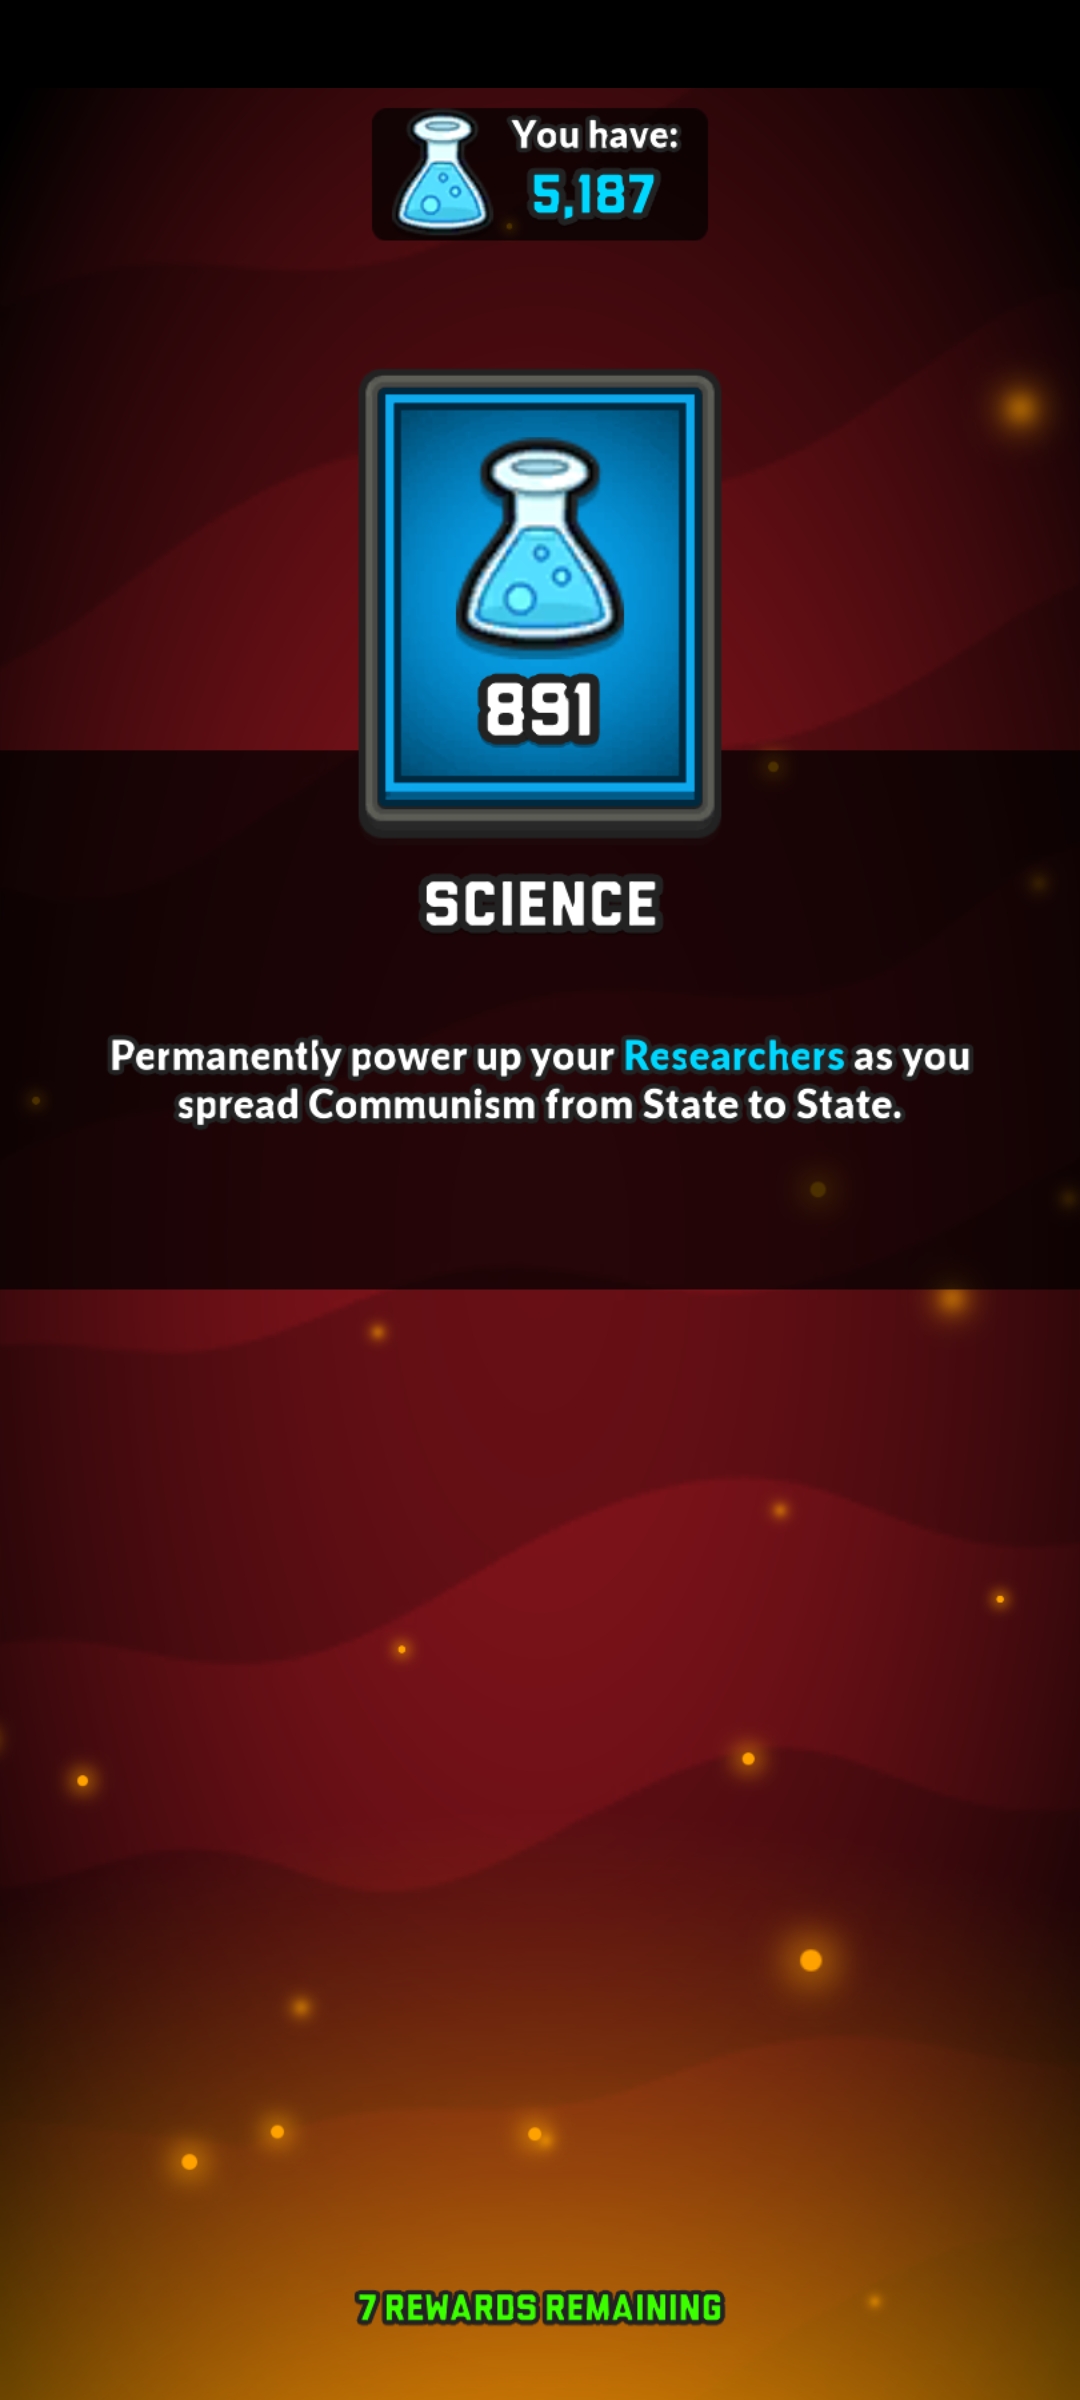 You have:
5,187
891
SCIENCE
Permanently power up your Researchers as you
spread Communism from State to State.
7 REWARDS REMAINING